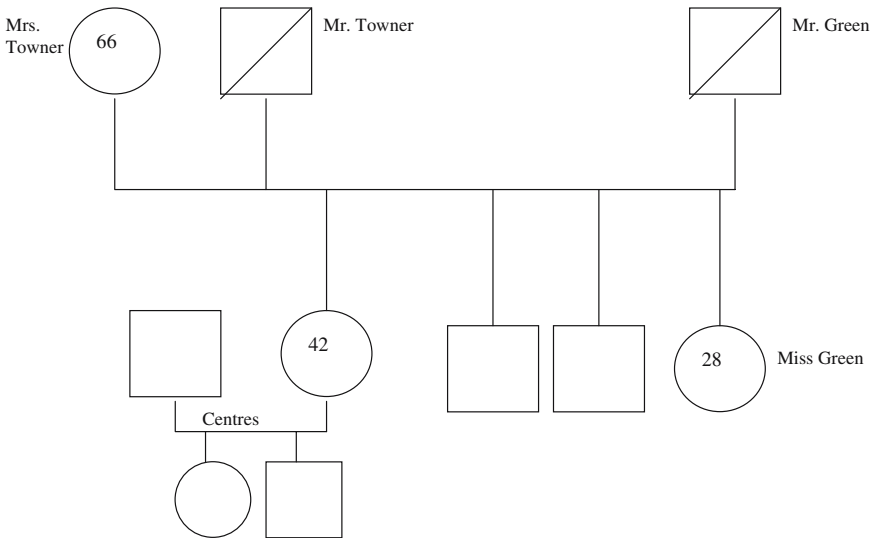 Mrs.
Towner
66
Mr. Towner
Mr. Green
42
28
Miss Green
Centres